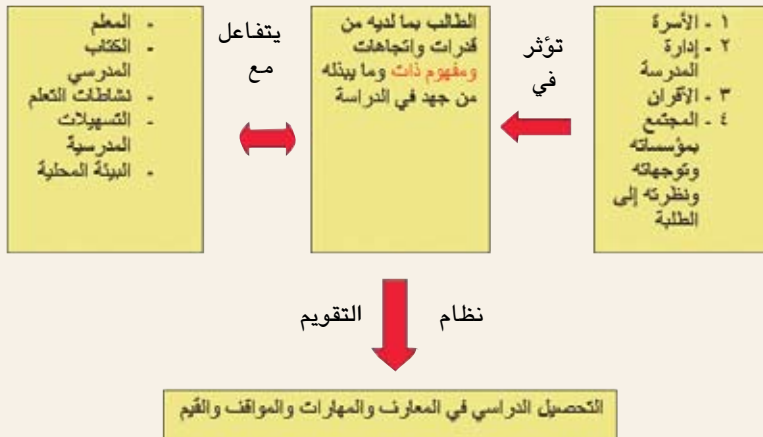 ١ - الأسرة
٢ - إدارة
المدرسة
٣ - الأقران
٤ - المجتمع
بمؤسساته
وتوجهاته
ونظرته إلى
الطلبة
تؤثر
في
الطالب بما لديه من
قدرات واتجاهات
ومفهوم ذات وما يبذله
من جهد في الدراسة
يتفاعل
مع
- المعلم
- الكتاب
المدرسي
- نشاطات التعلم
- التسهيلات
المدرسية
- البيئة المحلية
نظام التقويم
التحصيل الدراسي في المعارف والمهارات والمواقف والقيم